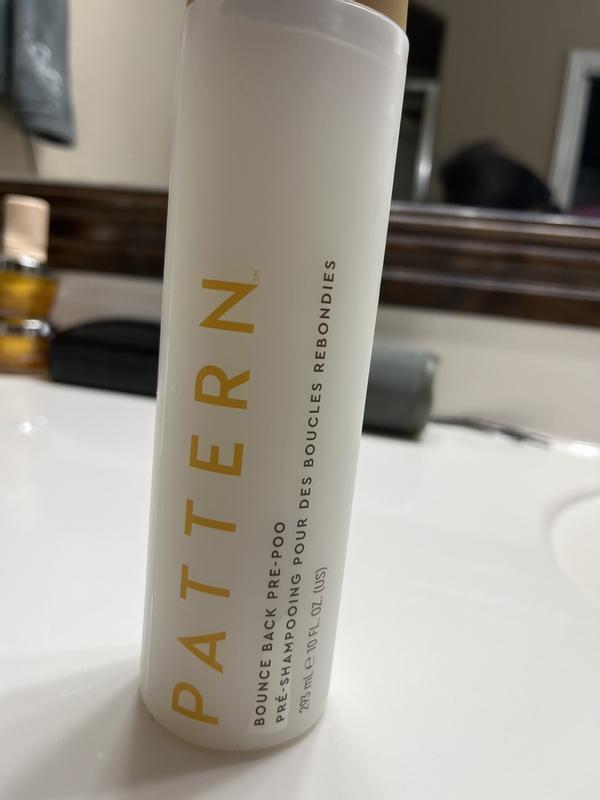 PATTERN™
BOUNCE BACK PRE-POO
PRÉ-SHAMPOOING POUR DES BOUCLES REBONDIES
293 mL ℮ 10 FL. OZ. (US)